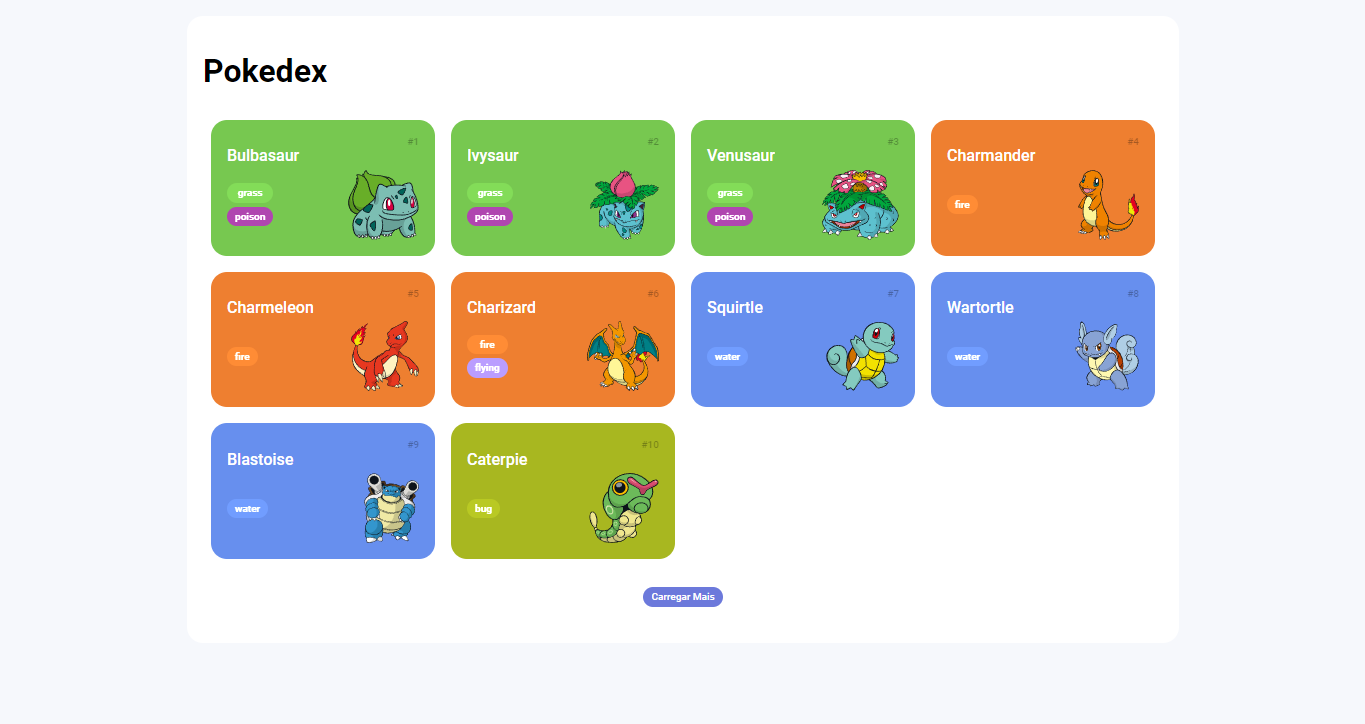 Pokedex
#1
Bulbasaur
grass
poison
#2
Ivysaur
grass
poison
#3
Venusaur
grass
poison
#4
Charmander
fire
#5
Charmeleon
fire
#6
Charizard
fire
flying
#7
Squirtle
water
#8
Wartortle
water
#9
Blastoise
water
#10
Caterpie
bug
Carregar Mais